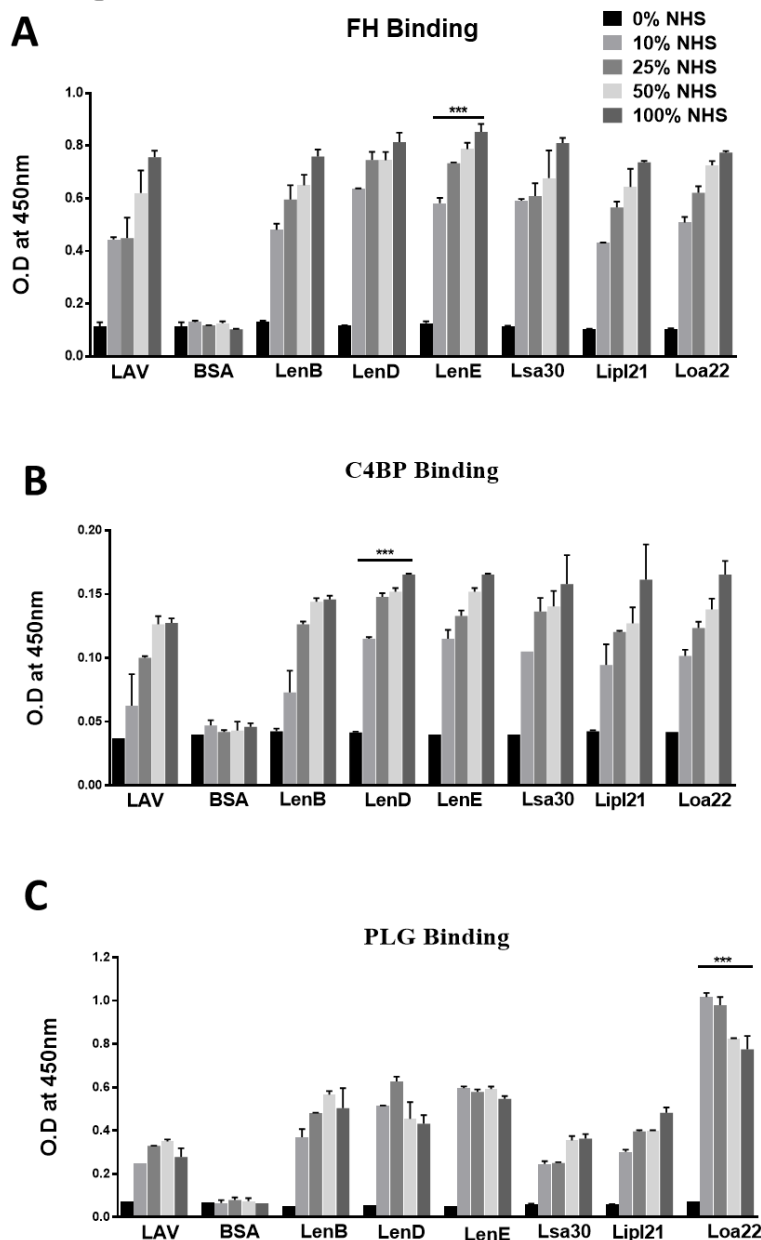 A
FH Binding
0% NHS
10% NHS
25% NHS
50% NHS
100% NHS
***
1.0
0.8
0.6
0.4
0.2
0.0
O.D at 450nm
LAV BSA LenB LenD LenE Lsa30 Lipl21 Loa22
B
C4BP Binding
***
0.20
0.15
0.10
0.05
0.00
O.D at 450nm
LAV BSA LenB LenD LenE Lsa30 Lipl21 Loa22
C
PLG Binding
***
1.2
1.0
0.8
0.6
0.4
0.2
0.0
O.D at 450nm
LAV BSA LenB LenD LenE Lsa30 Lipl21 Loa22